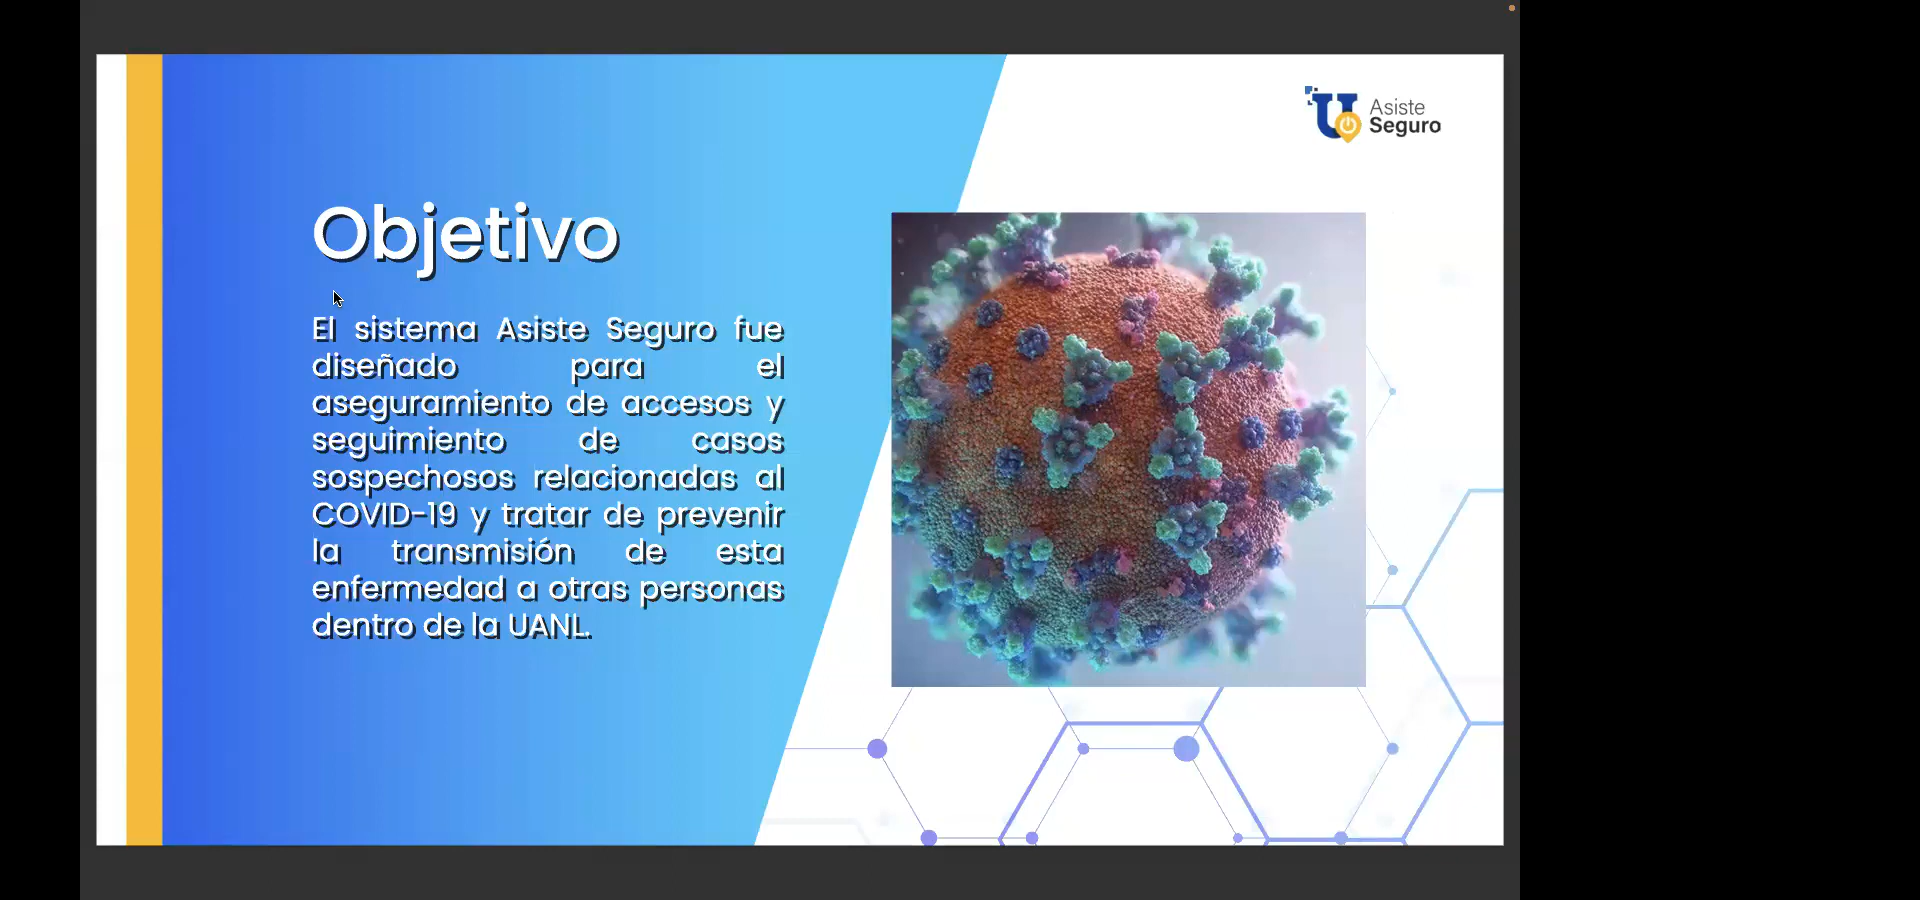 Asiste
Seguro
Objetivo
El sistema Asiste Seguro fue
diseñado para el
aseguramiento de accesos y
seguimiento de casos
sospechosos relacionadas al
COVID-19 y tratar de prevenir
la transmisión de esta
enfermedad a otras personas
dentro de la UANL.